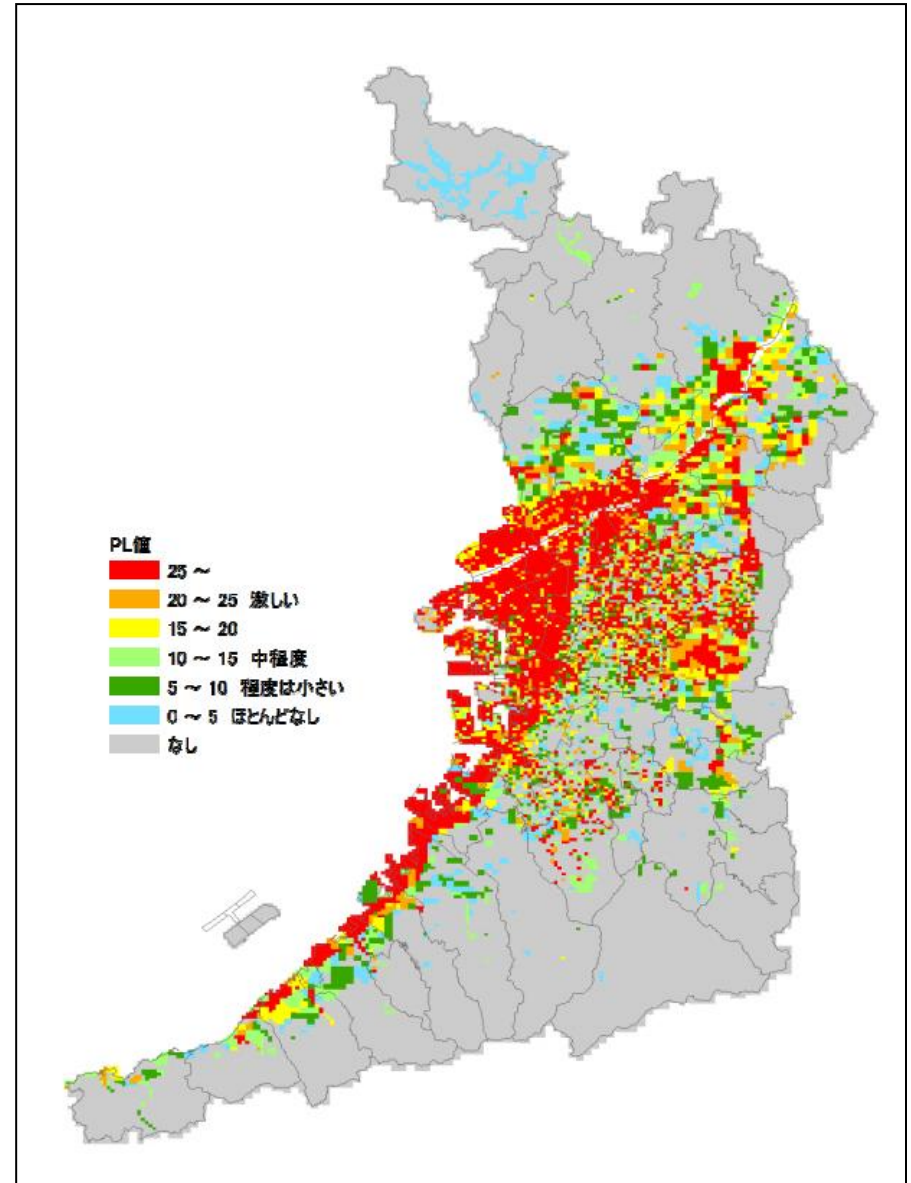 PL値
25 ～
20 ～ 25 激しい
15 ～ 20
10 ～ 15 中程度
5 ～ 10 程度は小さい
0 ～ 5 ほとんどなし
なし